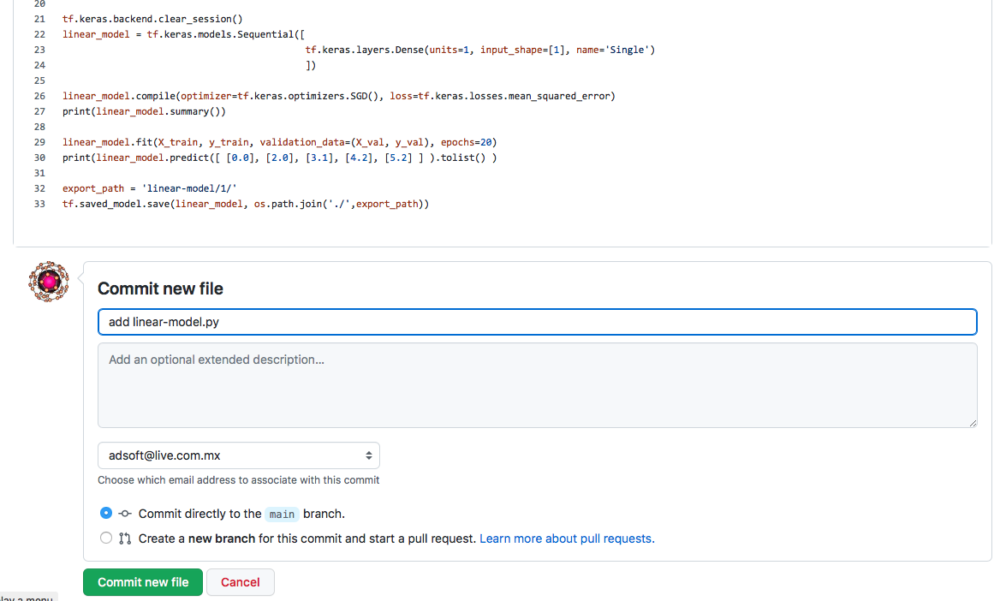 20
21 tf.keras.backend.clear_session()
22 linear_model = tf.keras.models.Sequential([
23 tf.keras.layers.Dense(units=1, input_shape=[1], name='Single')
24 ])
25
26 linear_model.compile(optimizer=tf.keras.optimizers.SGD(), loss=tf.keras.losses.mean_squared_error)
27 print(linear_model.summary())
28
29 linear_model.fit(X_train, y_train, validation_data=(X_val, y_val), epochs=20)
30 print(linear_model.predict([ [0.0], [2.0], [3.1], [4.2], [5.2] ] ).tolist() )
31
32 export_path = 'linear-model/1/'
33 tf.saved_model.save(linear_model, os.path.join('./',export_path))
Commit new file
add linear-model.py
Add an optional extended description...
adsoft@live.com.mx
Choose which email address to associate with this commit
Commit directly to the main branch.
Create a new branch for this commit and start a pull request. Learn more about pull requests.
Commit new file Cancel
a menu